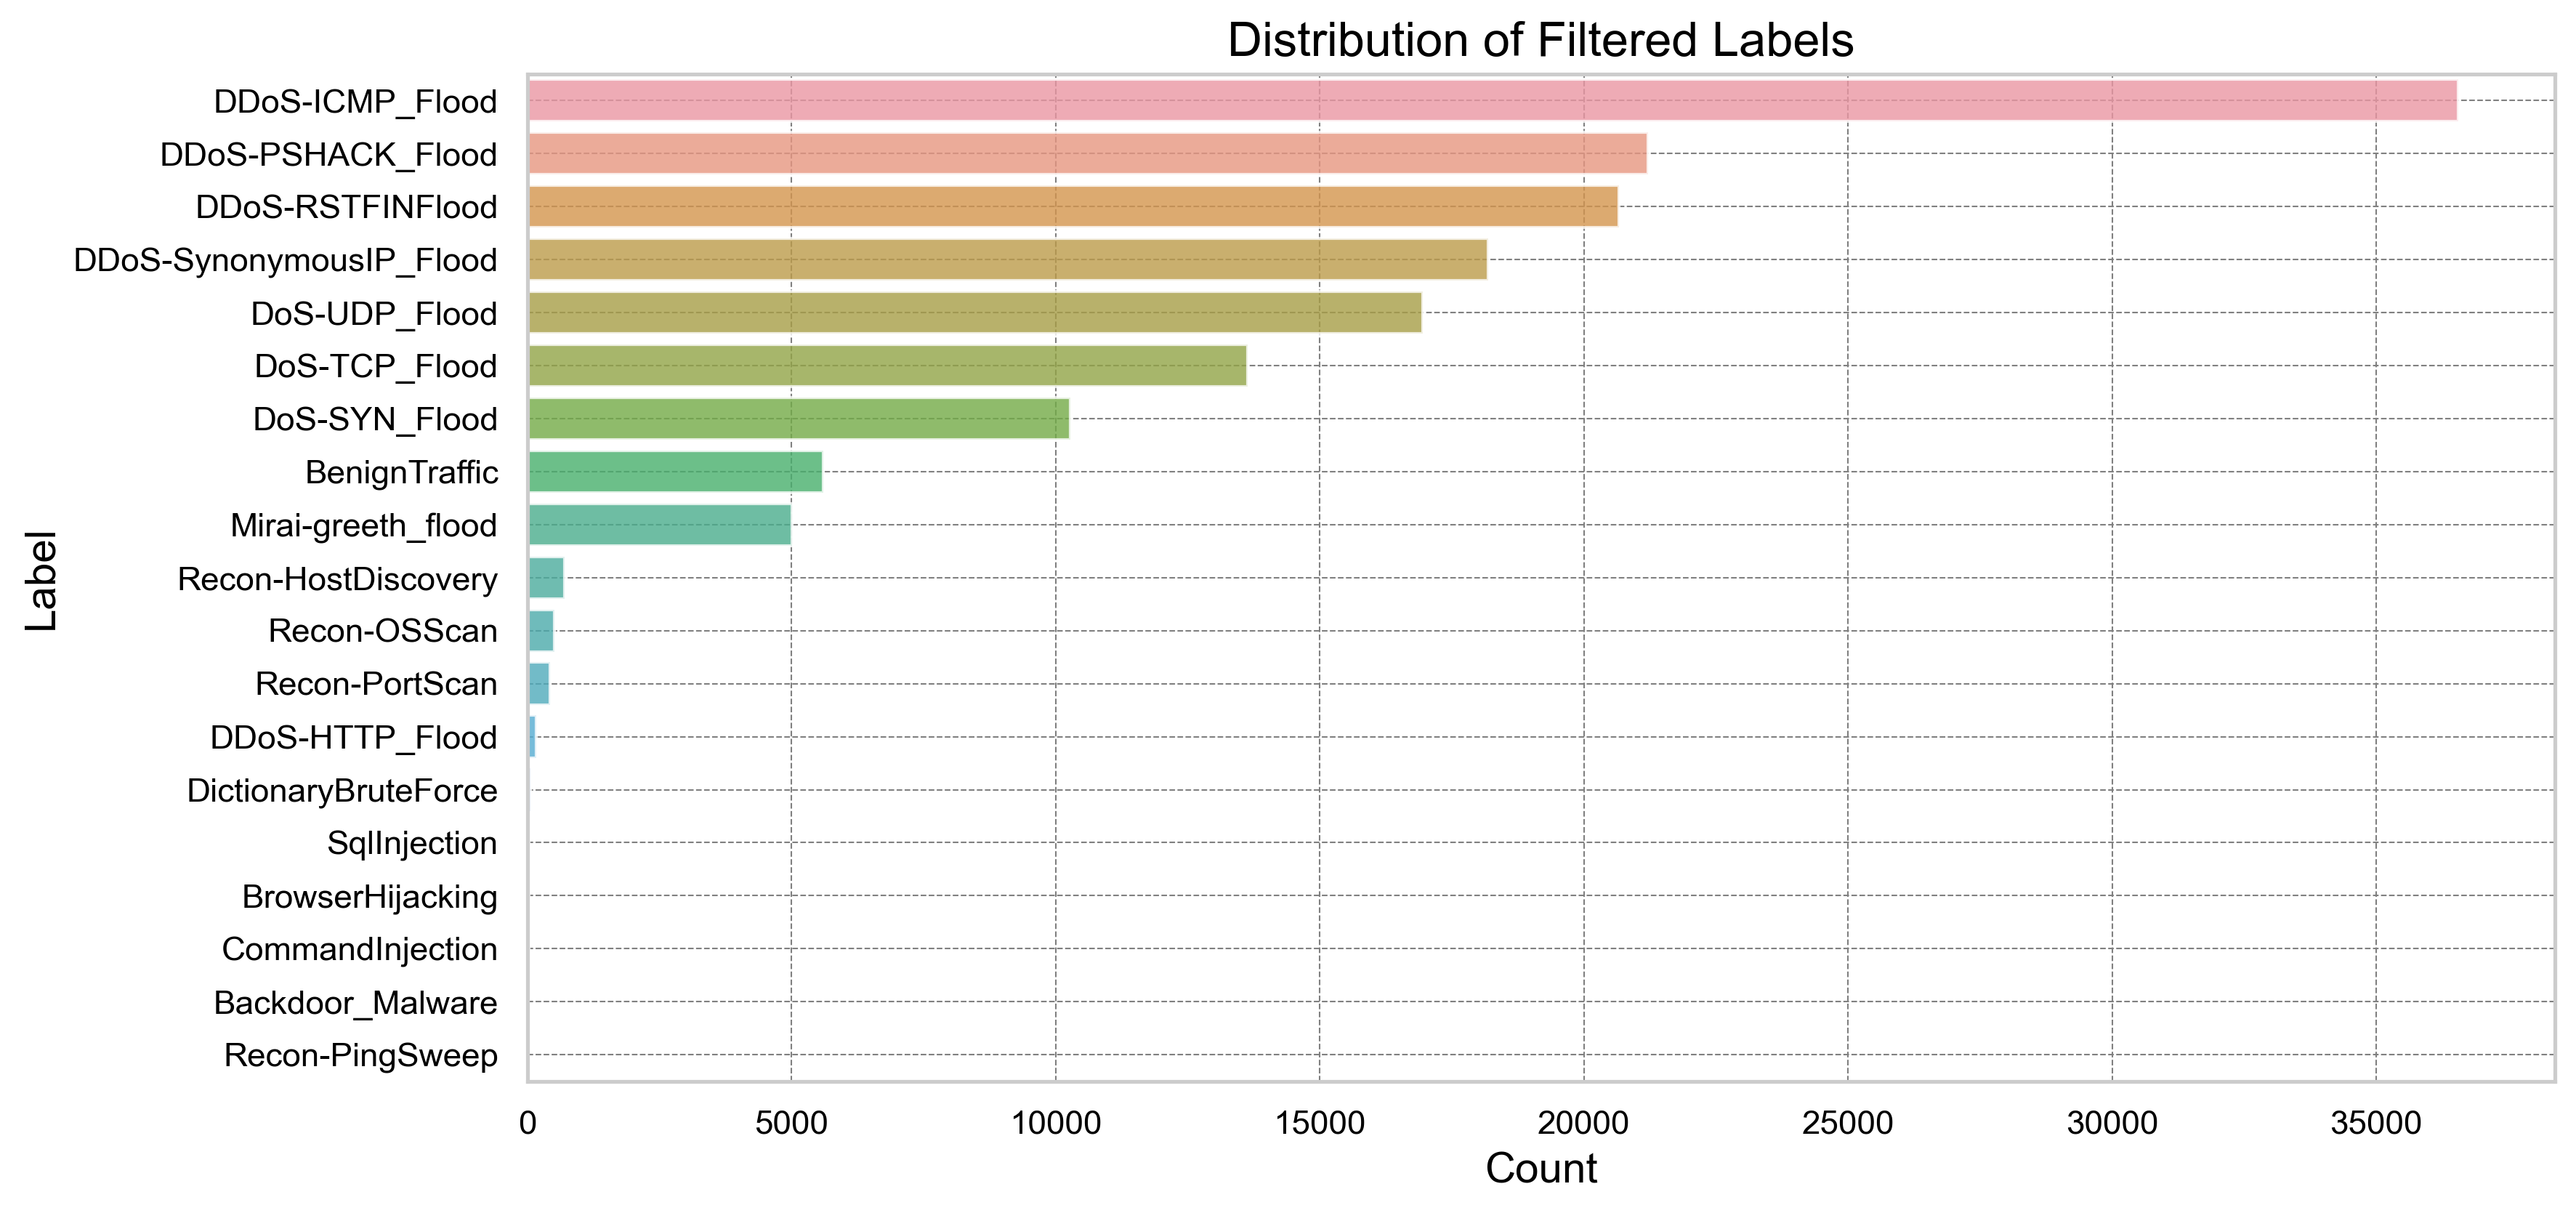 Distribution of Filtered Labels
DDoS-ICMP_Flood
DDoS-PSHACK_Flood
DDoS-RSTFINFlood
DDoS-SynonymousIP_Flood
DoS-UDP_Flood
DoS-TCP_Flood
DoS-SYN_Flood
BenignTraffic
Mirai-greeth_flood
Recon-HostDiscovery
Recon-OSScan
Recon-PortScan
DDoS-HTTP_Flood
DictionaryBruteForce
SqlInjection
BrowserHijacking
CommandInjection
Backdoor_Malware
Recon-PingSweep
Label
0 5000 10000 15000 20000 25000 30000 35000
Count